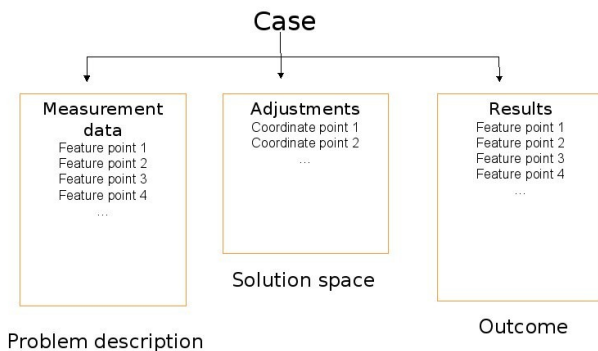 Case
Measurement
data
Feature point 1
Feature point 2
Feature point 3
Feature point 4
...
Problem description
Adjustments
Coordinate point 1
Coordinate point 2
...
Solution space
Results
Feature point 1
Feature point 2
Feature point 3
Feature point 4
...
Outcome